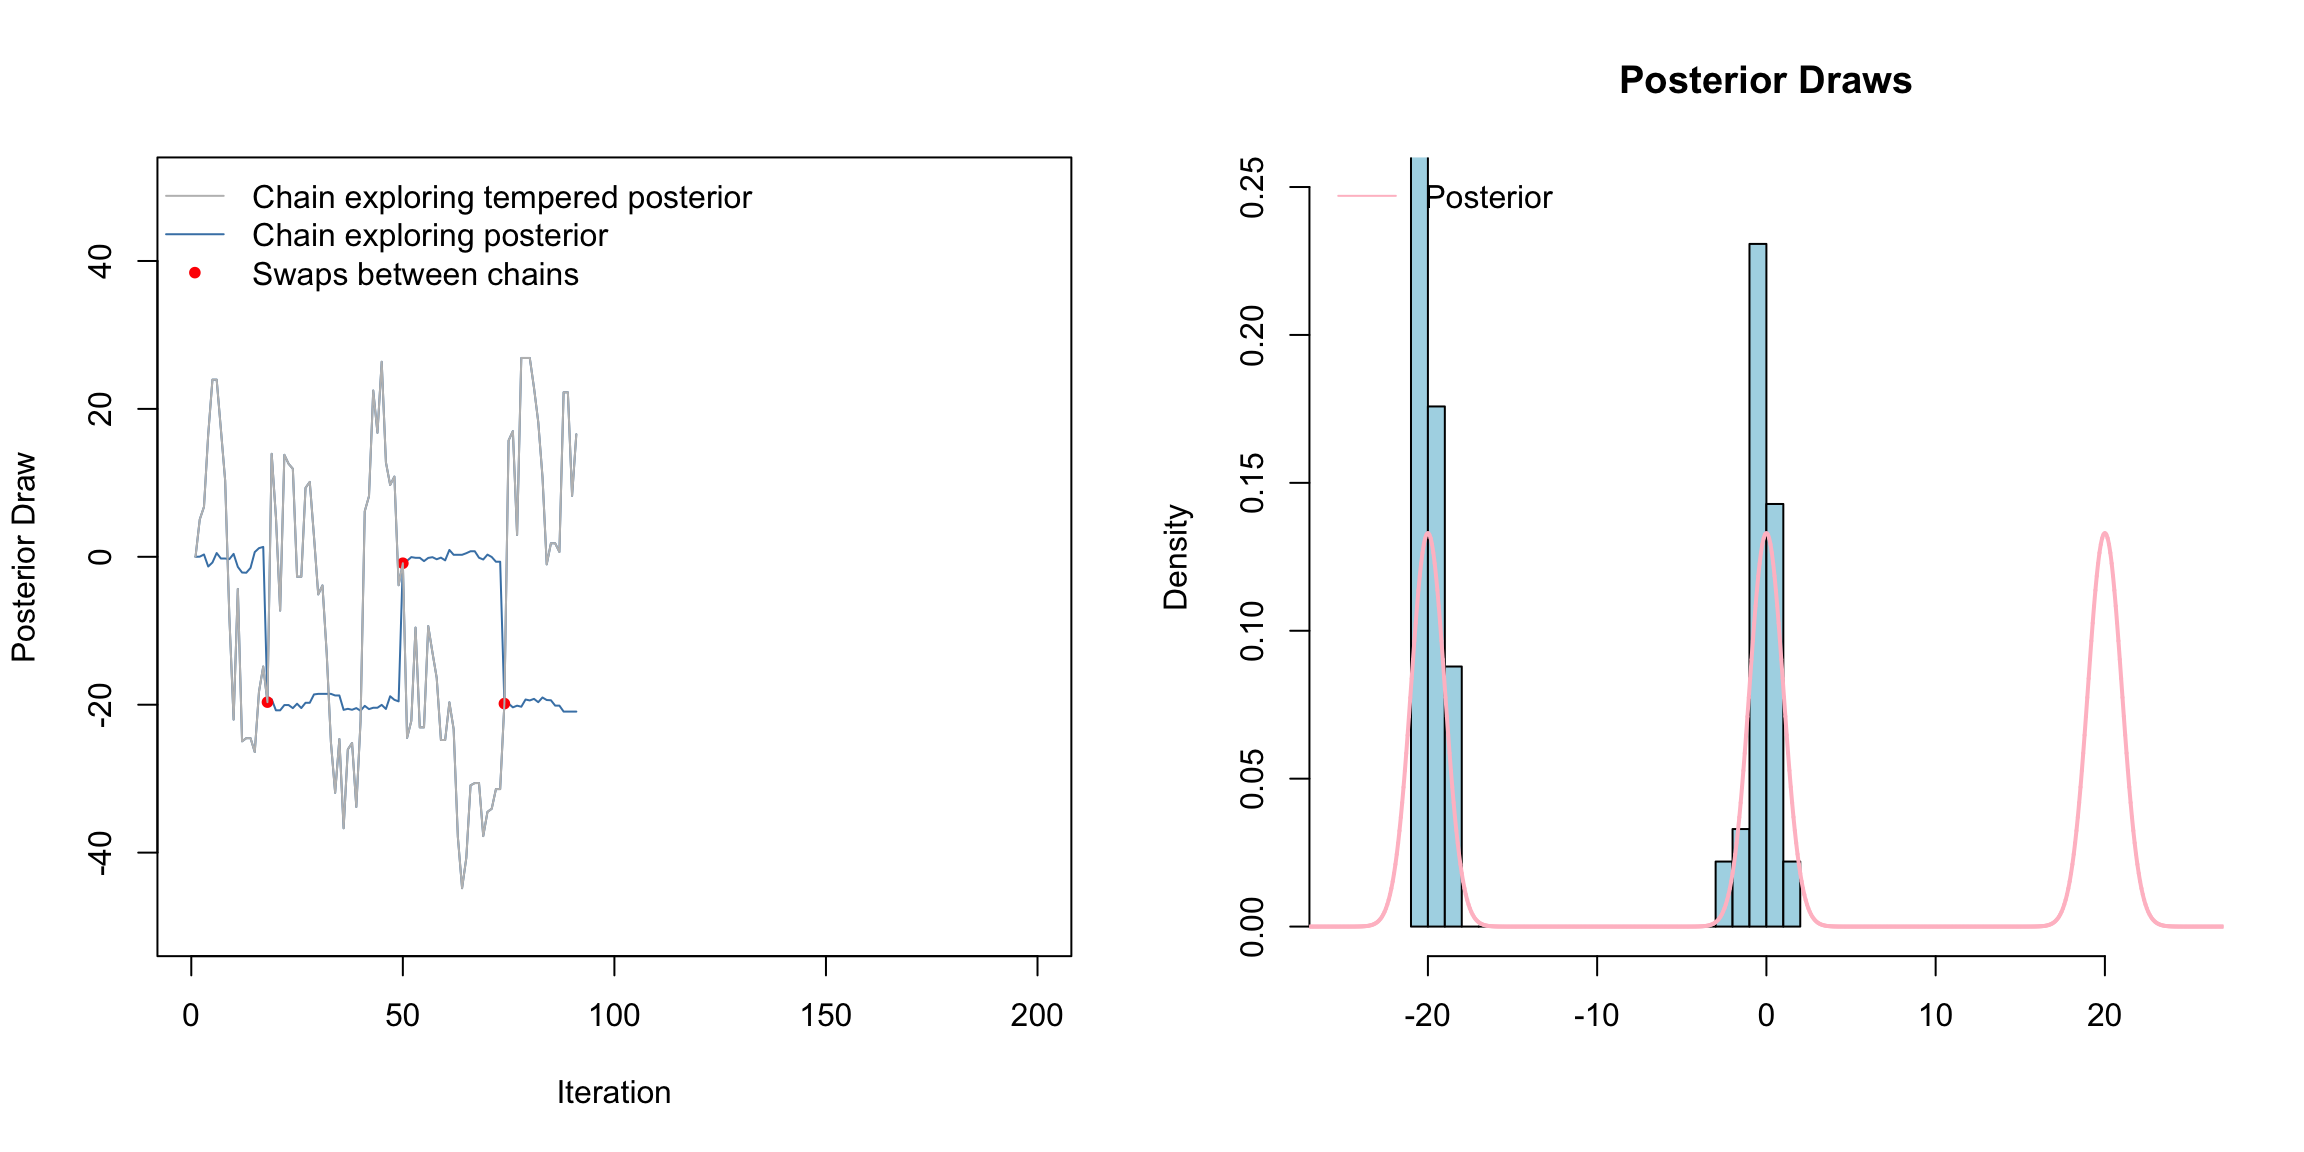 Chain exploring tempered posterior
Chain exploring posterior
Swaps between chains
Posterior Draw
40
20
0
-20
-40
0 50 100 150 200
Iteration
Posterior Draws
Posterior
Density
0.25
0.20
0.15
0.10
0.05
0.00
-20 -10 0 10 20